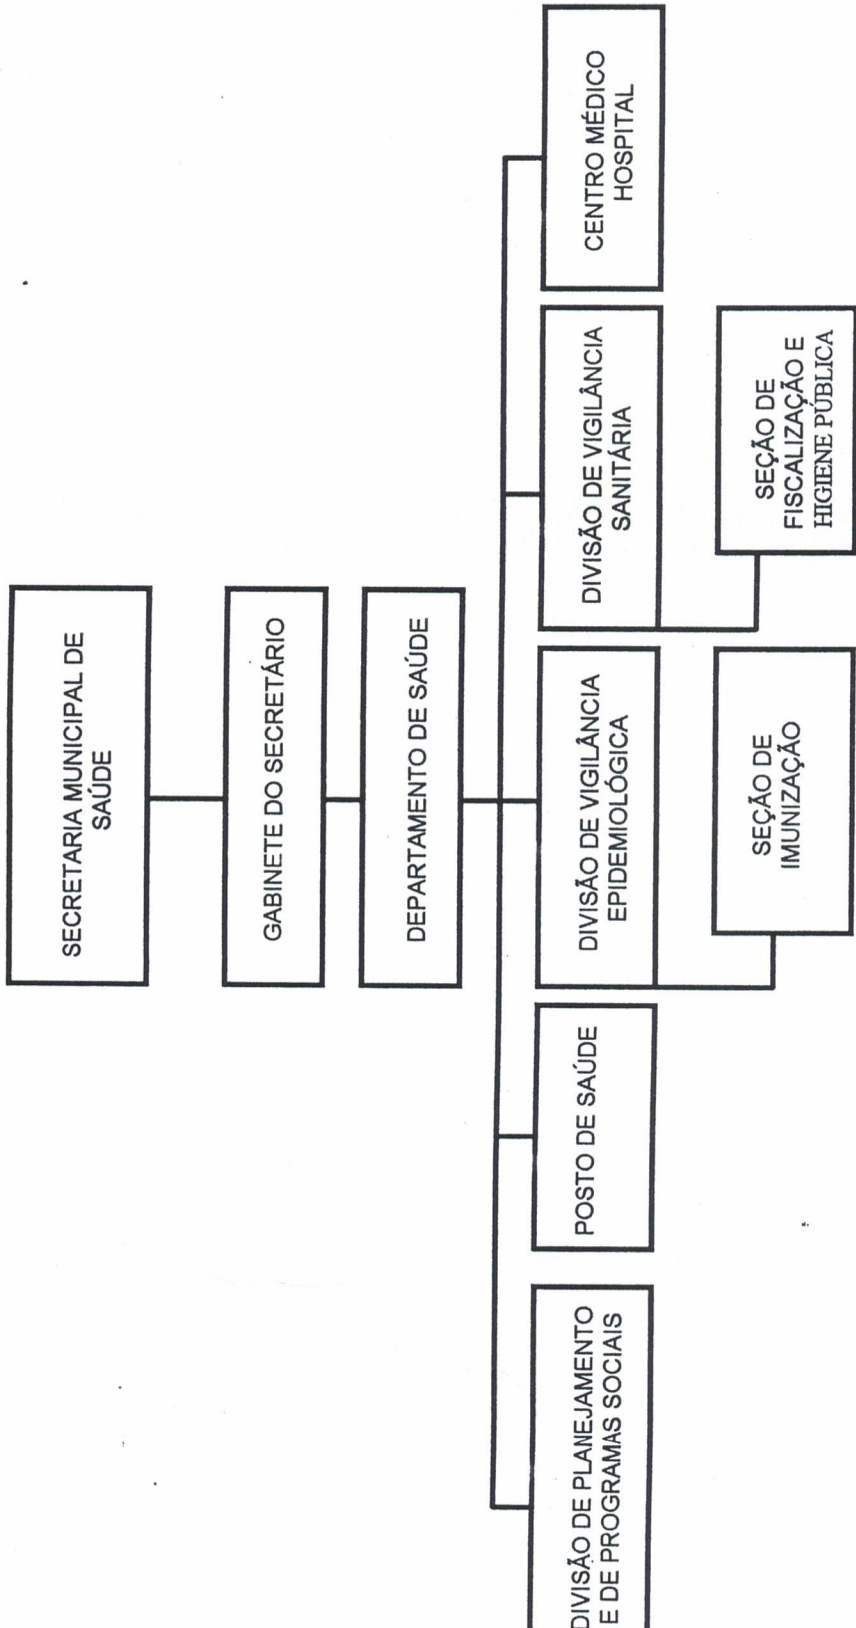 SECRETARIA MUNICIPAL DE
SAÚDE
GABINETE DO SECRETÁRIO
DEPARTAMENTO DE SAÚDE
DIVISÃO DE PLANEJAMENTO
E DE PROGRAMAS SOCIAIS
POSTO DE SAÚDE
DIVISÃO DE VIGILÂNCIA
EPIDEMIOLÓGICA
DIVISÃO DE VIGILÂNCIA
SANITÁRIA
CENTRO MÉDICO
HOSPITAL
SEÇÃO DE
IMUNIZAÇÃO
SEÇÃO DE
FISCALIZAÇÃO E
HIGIENE PÚBLICA